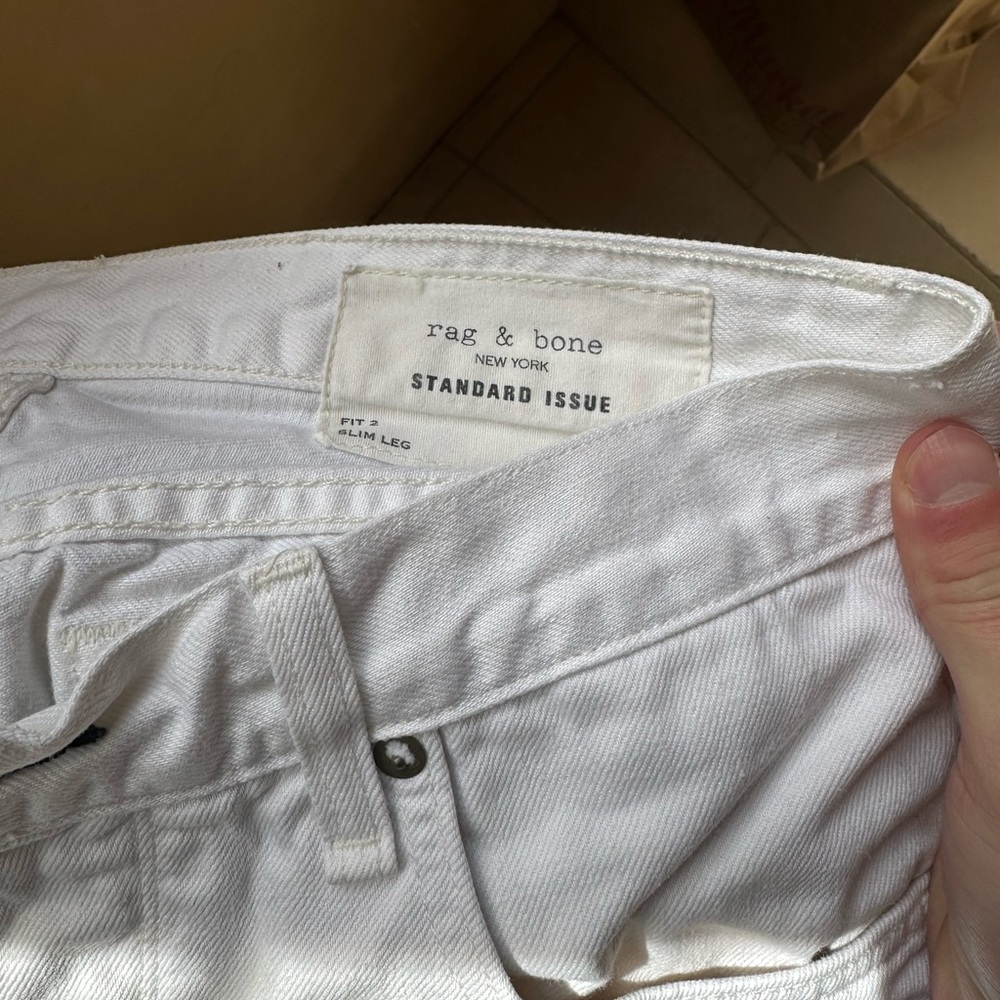 rag & bone
NEW YORK
STANDARD ISSUE
FIT 2
SLIM LEG